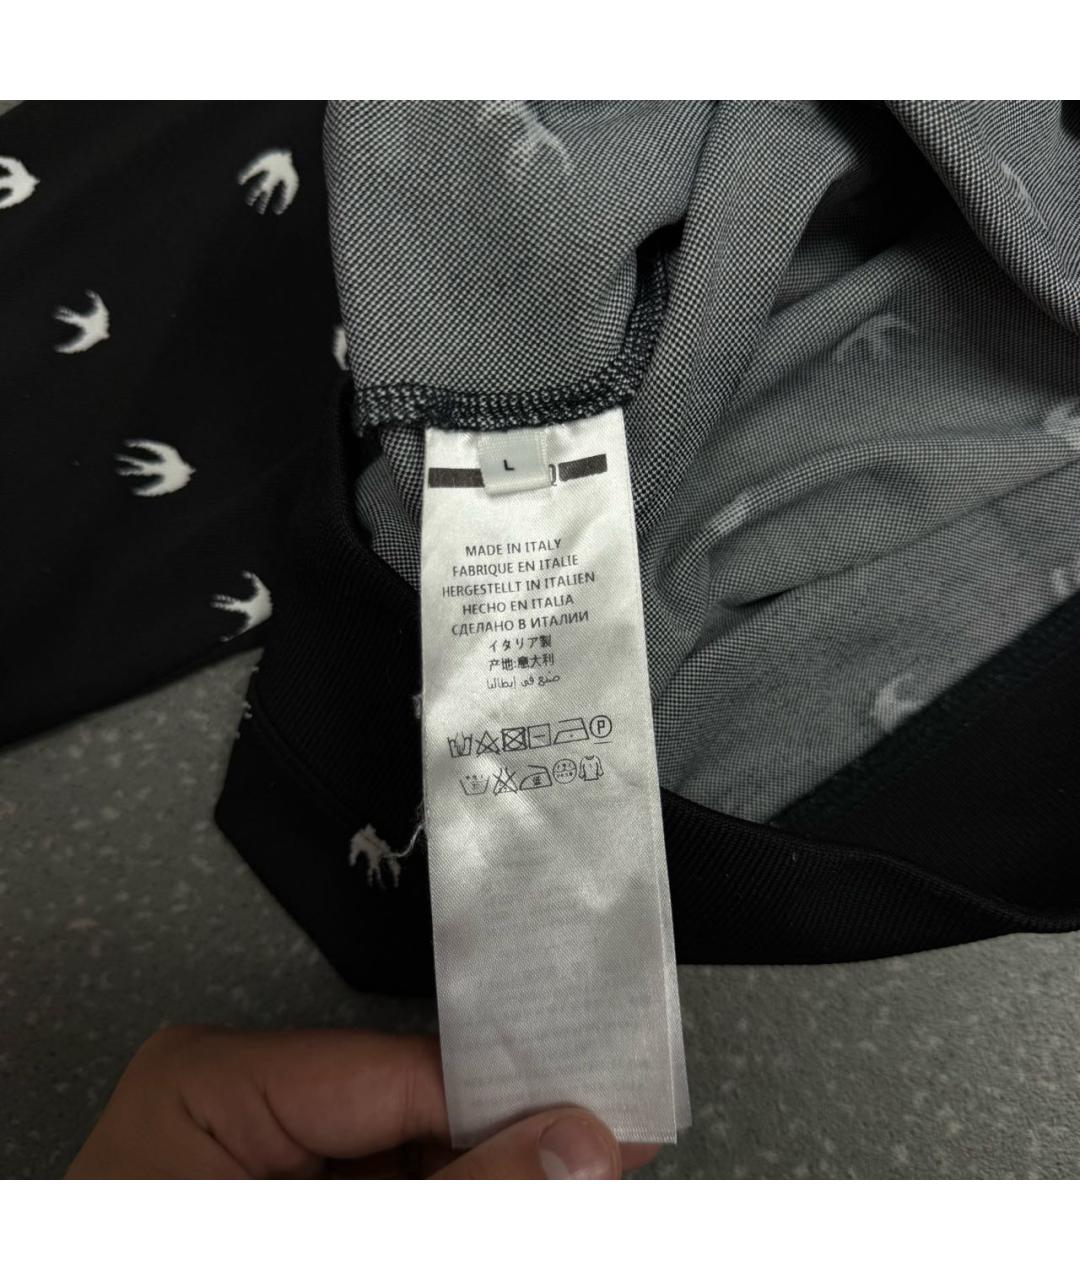 L
MADE IN ITALY
FABRIQUE EN ITALIE
HERGESTELLT IN ITALIEN
HECHO EN ITALIA
СДЕЛАНО В ИТАЛИИ
イタリア製
产地:意大利
صنع في إيطاليا
P